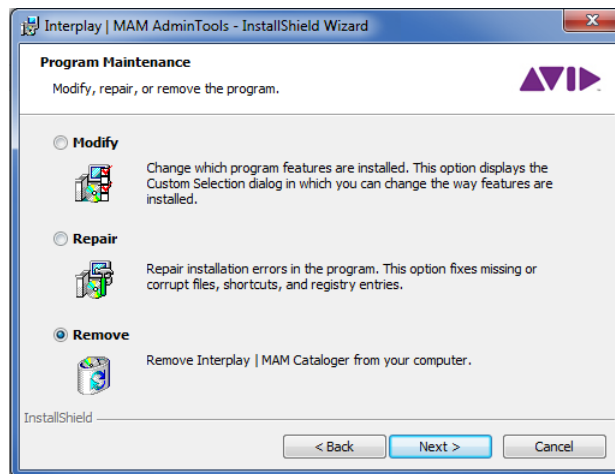 Interplay | MAM AdminTools - InstallShield Wizard
Program Maintenance
Modify, repair, or remove the program.
AVID
Modify
Change which program features are installed. This option displays the
Custom Selection dialog in which you can change the way features are
installed.
Repair
Repair installation errors in the program. This option fixes missing or
corrupt files, shortcuts, and registry entries.
Remove
Remove Interplay | MAM Cataloger from your computer.
InstallShield
< Back
Next >
Cancel